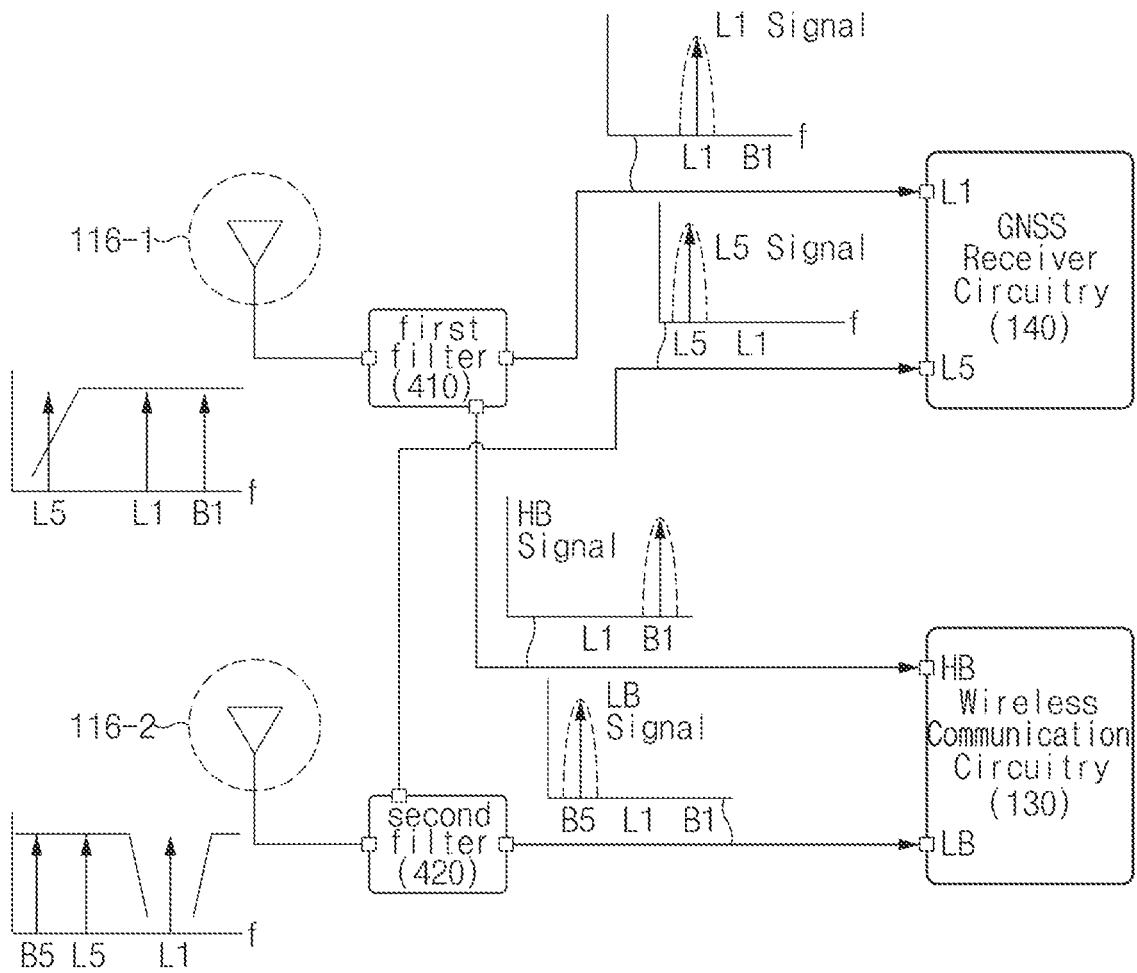 L1 Signal
f
L1 B1
116-1
L1
GNSS
Receiver
Circuitry
(140)
L5
L5 Signal
f
L5 L1
first
filter
(410)
f
L5 L1 B1
HB
Signal
L1 B1
116-2
HB
Wireless
Communication
Circuitry
(130)
LB
LB
Signal
B5 L1 B1
second
filter
(420)
f
B5 L5 L1